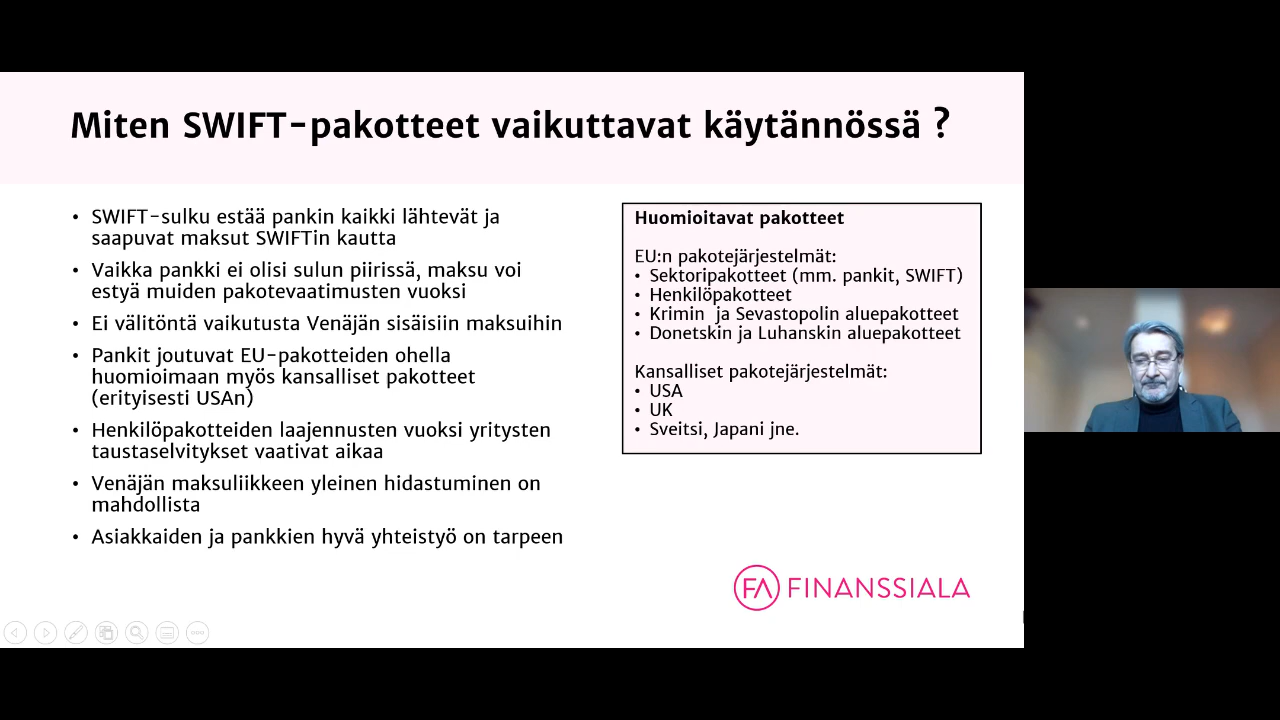 Miten SWIFT-pakotteet vaikuttavat käytännössä ?
• SWIFT-sulku estää pankin kaikki lähtevät ja
saapuvat maksut SWIFTin kautta
• Vaikka pankki ei olisi sulun piirissä, maksu voi
estyä muiden pakotevaatimusten vuoksi
• Ei välitöntä vaikutusta Venäjän sisäisiin maksuihin
• Pankit joutuvat EU-pakotteiden ohella
huomioimaan myös kansalliset pakotteet
(erityisesti USAn)
• Henkilöpakotteiden laajennusten vuoksi yritysten
taustaselvitykset vaativat aikaa
• Venäjän maksuliikkeen yleinen hidastuminen on
mahdollista
• Asiakkaiden ja pankkien hyvä yhteistyö on tarpeen
Huomioitavat pakotteet
EU:n pakotejärjestelmät:
• Sektoripakotteet (mm. pankit, SWIFT)
• Henkilöpakotteet
• Krimin ja Sevastopolin aluepakotteet
• Donetskin ja Luhanskin aluepakotteet
Kansalliset pakotejärjestelmät:
• USA
• UK
• Sveitsi, Japani jne.
FA FINANSSIALA